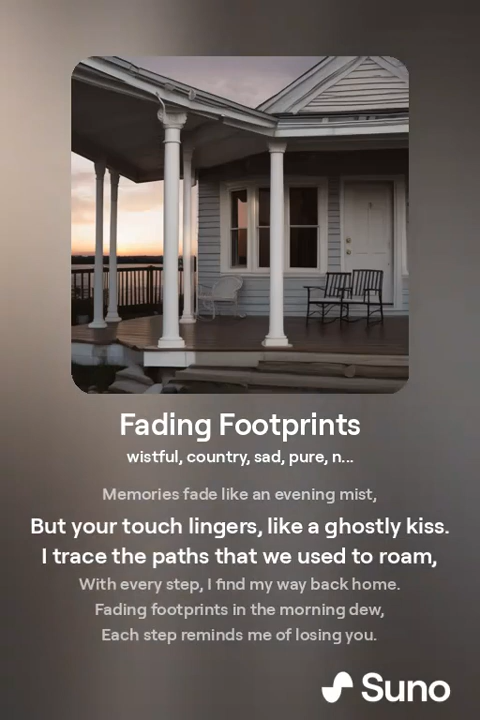 Fading Footprints
wistful, country, sad, pure, n...
Memories fade like an evening mist,
But your touch lingers, like a ghostly kiss.
I trace the paths that we used to roam,
With every step, I find my way back home.
Fading footprints in the morning dew,
Each step reminds me of losing you.
Suno